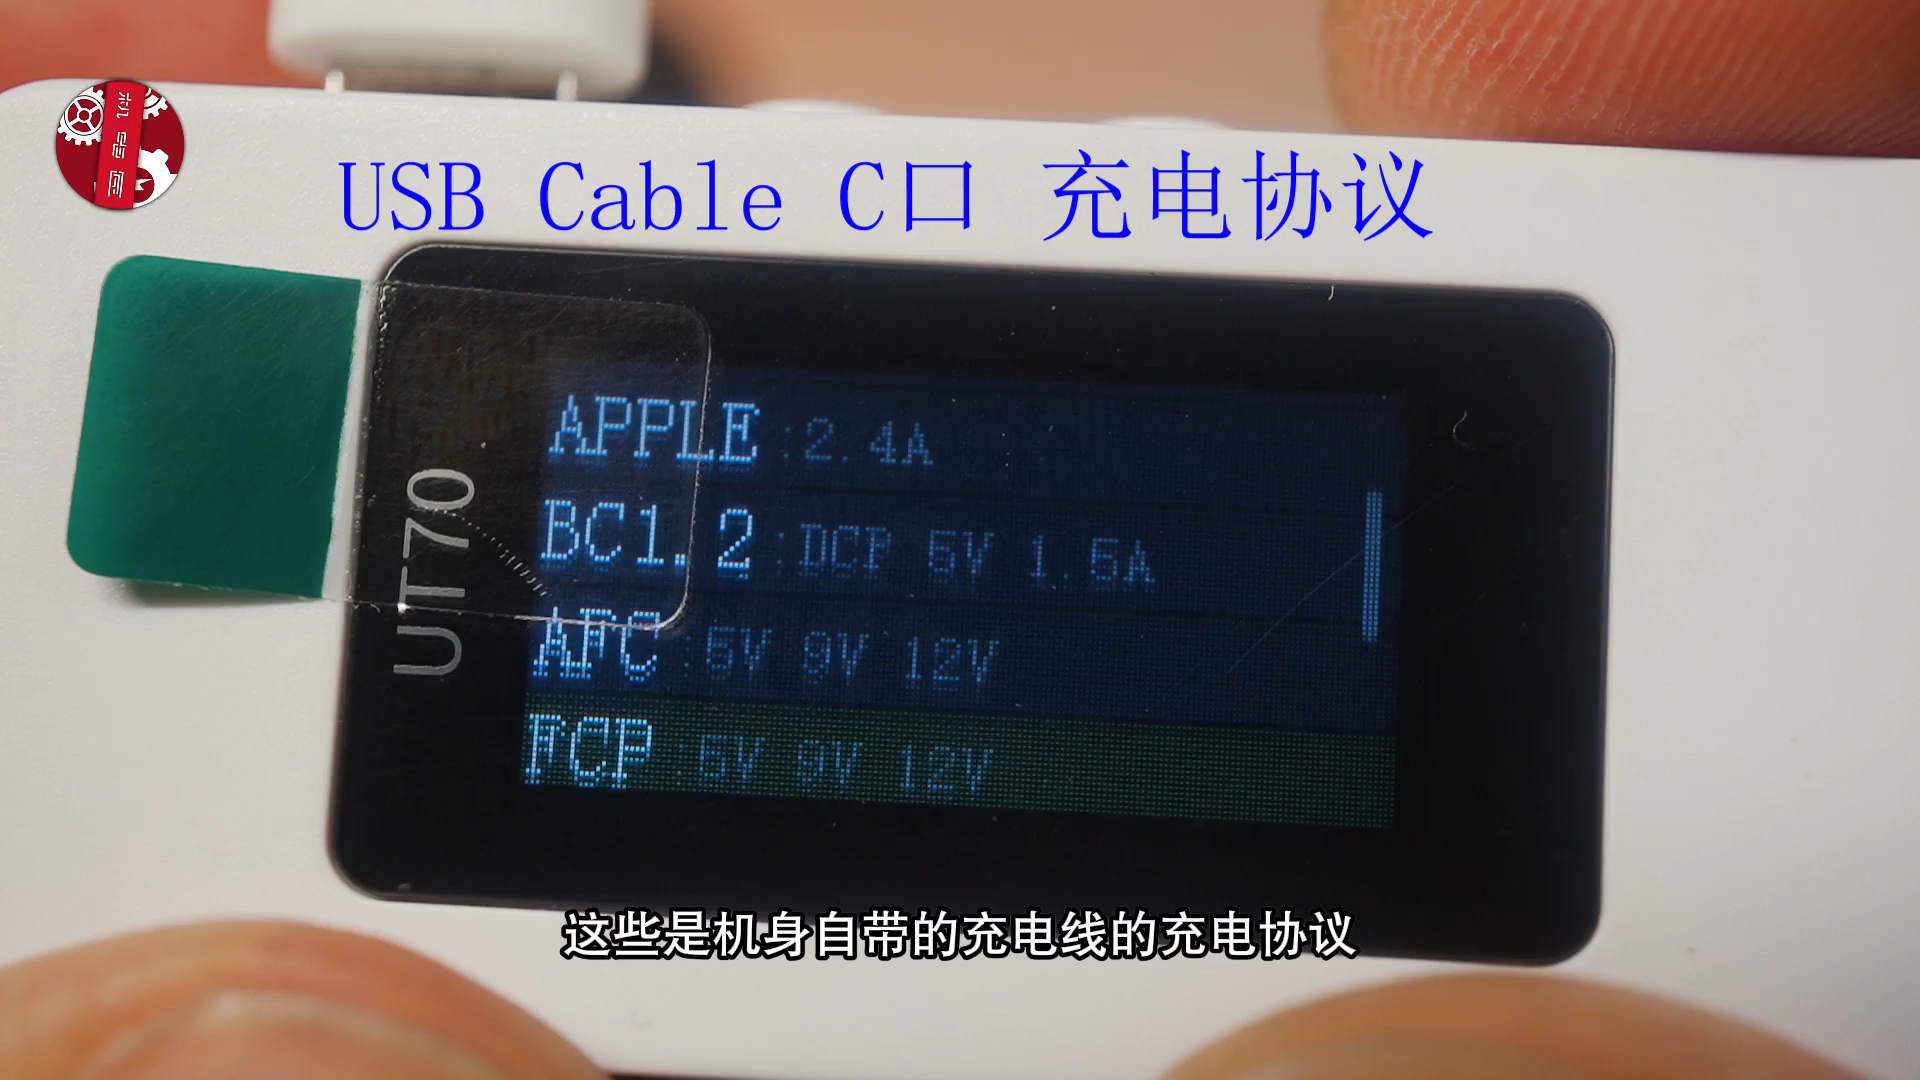 USB Cable C口 充电协议
APPLE :2.4A
BC1.2 :DCP 5V 1.5A
AFC :5V 9V 12V
FCP :5V 9V 12V
UT70
这些是机身自带的充电线的充电协议